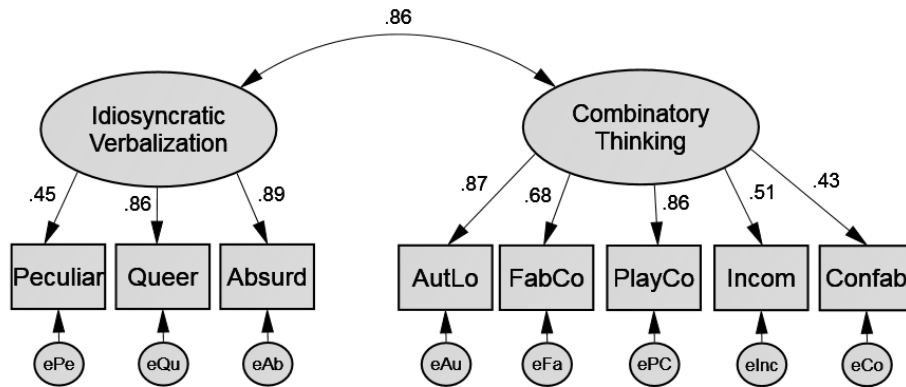 .86
Idiosyncratic
Verbalization
Combinatory
Thinking
.45
.86
.89
.87
.68
.86
.51
.43
Peculiar
Queer
Absurd
AutLo
FabCo
PlayCo
Incom
Confab
ePe
eQu
eAb
eAu
eFa
ePC
eInc
eCo